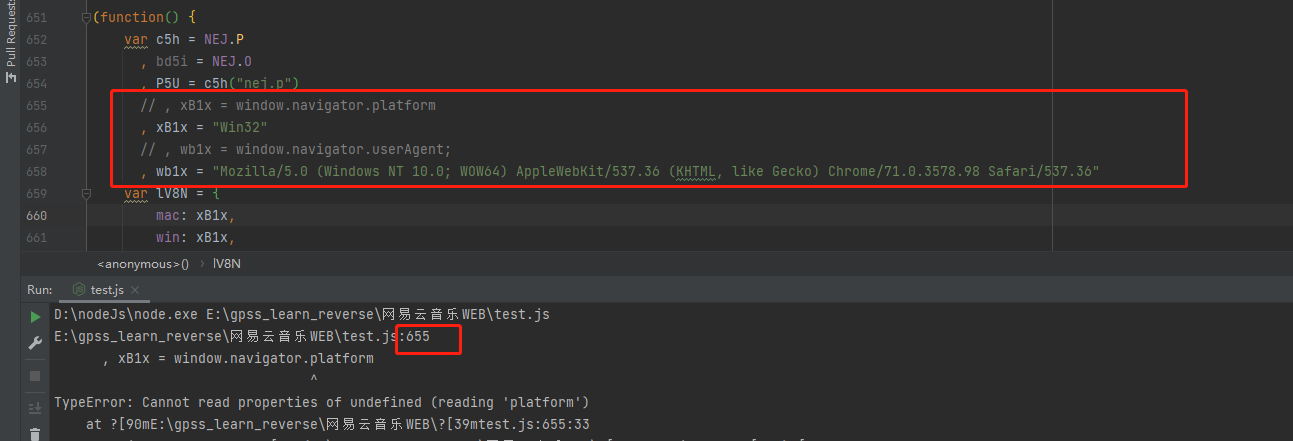 Pull Requests
651 (function() {
652 var c5h = NEJ.P
653 , bd5i = NEJ.O
654 , P5U = c5h("nej.p")
655 // , xB1x = window.navigator.platform
656 , xB1x = "Win32"
657 // , wb1x = window.navigator.userAgent;
658 , wb1x = "Mozilla/5.0 (Windows NT 10.0; WOW64) AppleWebKit/537.36 (KHTML, like Gecko) Chrome/71.0.3578.98 Safari/537.36"
659 var lV8N = {
660 mac: xB1x,
661 win: xB1x,
<anonymous>() › lV8N
Run: test.js ×
D:\nodeJs\node.exe E:\gpss_learn_reverse\网易云音乐WEB\test.js
E:\gpss_learn_reverse\网易云音乐WEB\test.js:655
, xB1x = window.navigator.platform
^
TypeError: Cannot read properties of undefined (reading 'platform')
at ?[90mE:\gpss_learn_reverse\网易云音乐WEB\?[39mtest.js:655:33